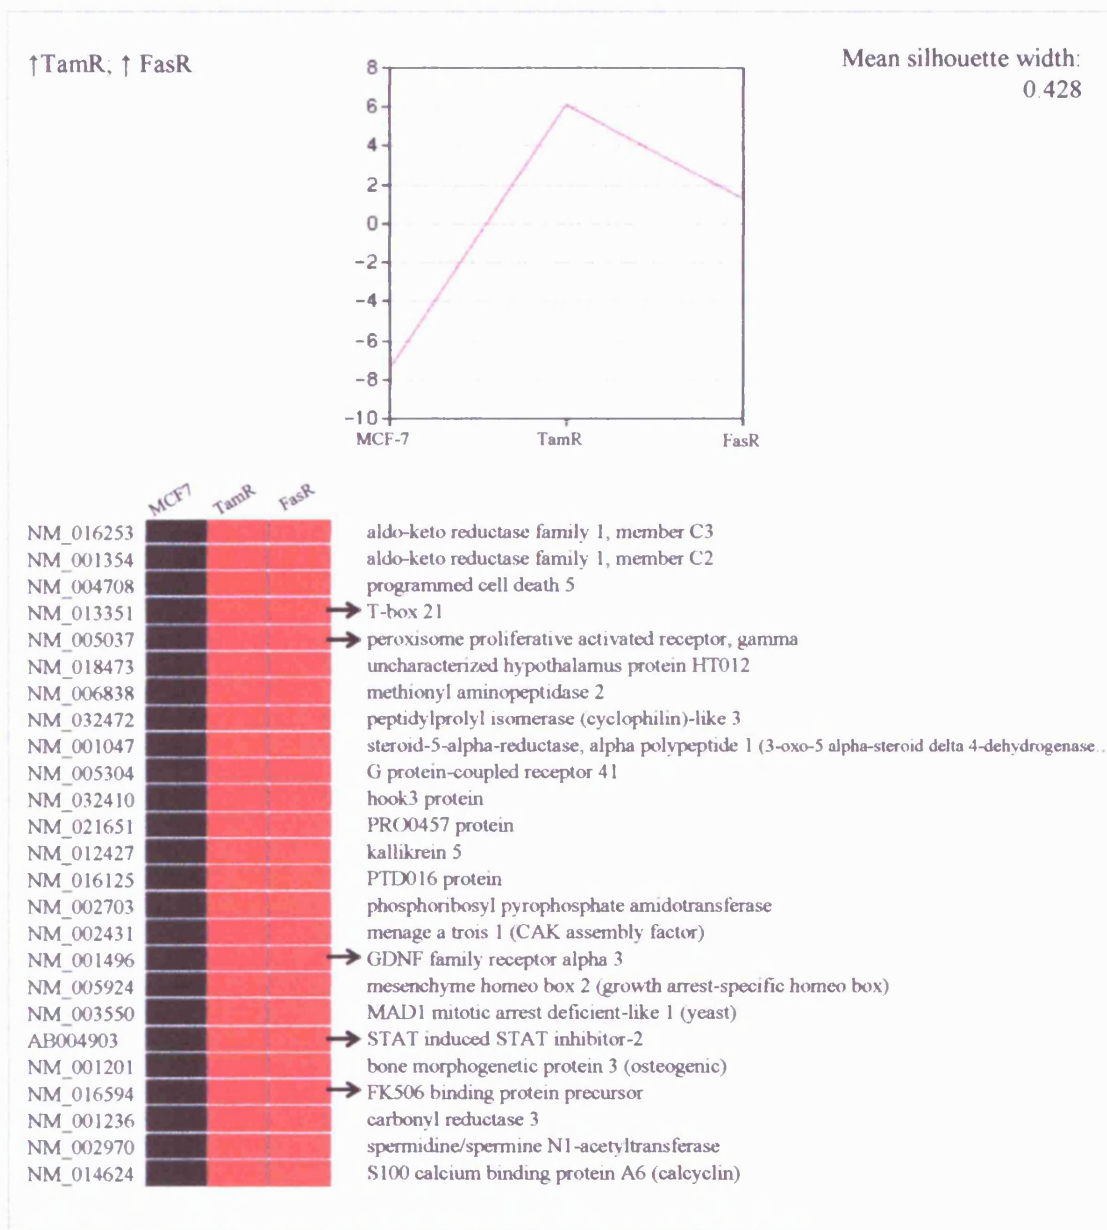 ↑TamR; ↑ FasR
Mean silhouette width:
0.428
8
6
4
2
0
-2
-4
-6
-8
-10
MCF-7 TamR FasR
MCF7 TamR FasR
NM_016253 aldo-keto reductase family 1, member C3
NM_001354 aldo-keto reductase family 1, member C2
NM_004708 programmed cell death 5
NM_013351 → T-box 21
NM_005037 → peroxisome proliferative activated receptor, gamma
NM_018473 uncharacterized hypothalamus protein HT012
NM_006838 methionyl aminopeptidase 2
NM_032472 peptidylprolyl isomerase (cyclophilin)-like 3
NM_001047 steroid-5-alpha-reductase, alpha polypeptide 1 (3-oxo-5 alpha-steroid delta 4-dehydrogenase...
NM_005304 G protein-coupled receptor 41
NM_032410 hook3 protein
NM_021651 PRO0457 protein
NM_012427 kallikrein 5
NM_016125 PTD016 protein
NM_002703 phosphoribosyl pyrophosphate amidotransferase
NM_002431 menage a trois 1 (CAK assembly factor)
NM_001496 → GDNF family receptor alpha 3
NM_005924 mesenchyme homeo box 2 (growth arrest-specific homeo box)
NM_003550 MAD1 mitotic arrest deficient-like 1 (yeast)
AB004903 → STAT induced STAT inhibitor-2
NM_001201 bone morphogenetic protein 3 (osteogenic)
NM_016594 → FK506 binding protein precursor
NM_001236 carbonyl reductase 3
NM_002970 spermidine/spermine N1-acetyltransferase
NM_014624 S100 calcium binding protein A6 (calcyclin)